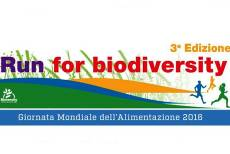 3ª Edizione
Run for biodiversity
Giornata Mondiale dell'Alimentazione 2016